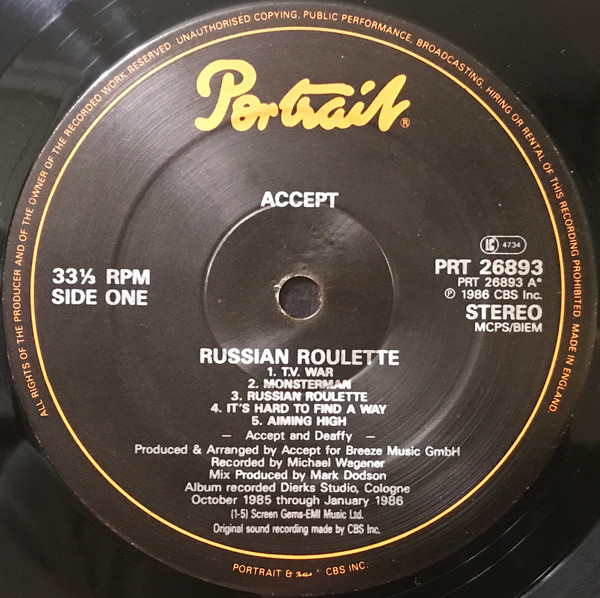 ALL RIGHTS OF THE PRODUCER AND OF THE OWNER OF THE RECORDED WORK RESERVED. UNAUTHORISED COPYING, PUBLIC PERFORMANCE, BROADCASTING, HIRING OR RENTAL OF THIS RECORDING PROHIBITED. MADE IN ENGLAND.
Portrait®
ACCEPT
LC 4734
33⅓ RPM
SIDE ONE
PRT 26893
PRT 26893 A*
℗ 1986 CBS Inc.
STEREO
MCPS/BIEM
RUSSIAN ROULETTE
1. T.V. WAR
2. MONSTERMAN
3. RUSSIAN ROULETTE
4. IT'S HARD TO FIND A WAY
5. AIMING HIGH
— Accept and Deaffy —
Produced & Arranged by Accept for Breeze Music GmbH
Recorded by Michael Wagener
Mix Produced by Mark Dodson
Album recorded Dierks Studio, Cologne
October 1985 through January 1986
(1-5) Screen Gems-EMI Music Ltd.
Original sound recording made by CBS Inc.
PORTRAIT & Portrait ® CBS INC.